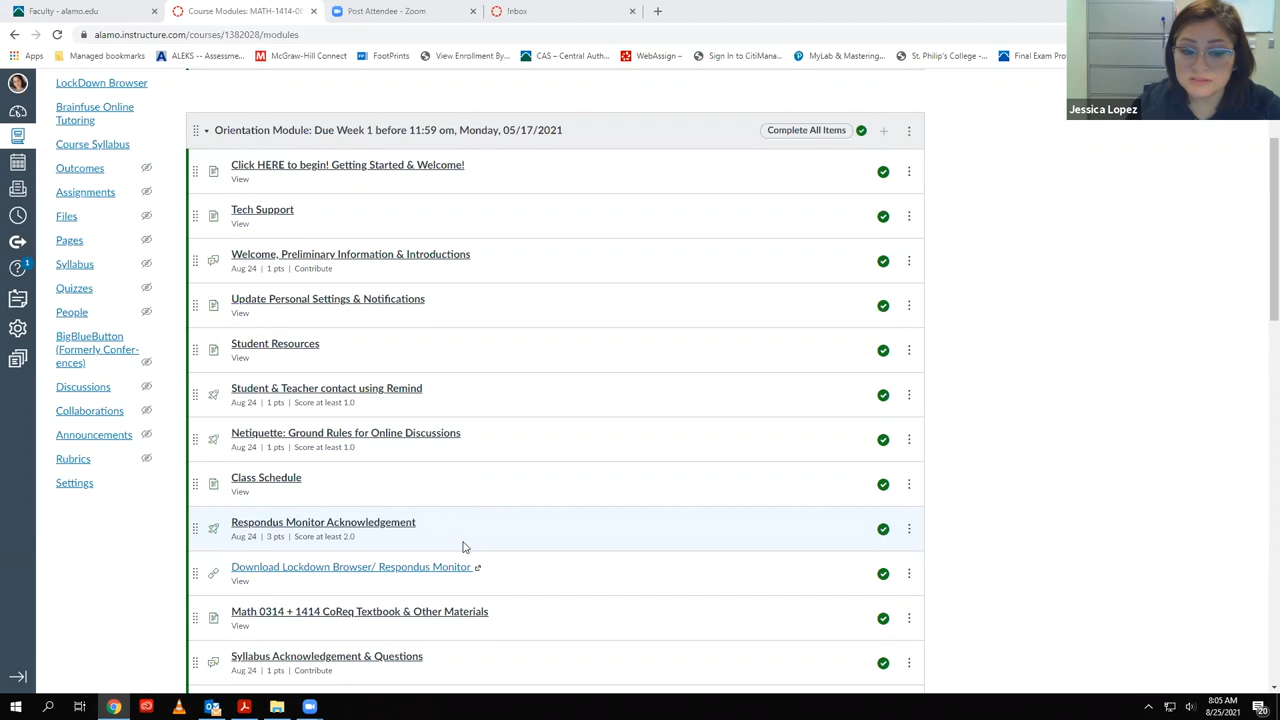 Faculty - alamo.edu
Course Modules: MATH-1414-06
Post Attendee - Zoom
Inbox
alamo.instructure.com/courses/1382028/modules
Apps
Managed bookmarks
ALEKS -- Assessme...
McGraw-Hill Connect
FootPrints
View Enrollment By...
CAS – Central Auth...
WebAssign –
Sign In to CitiMana...
MyLab & Mastering...
St. Philip's College -...
Final Exam Pro
Jessica Lopez
LockDown Browser
Brainfuse Online
Tutoring
Course Syllabus
Outcomes
Assignments
Files
Pages
Syllabus
Quizzes
People
BigBlueButton
(Formerly Confer-
ences)
Discussions
Collaborations
Announcements
Rubrics
Settings
1
Orientation Module: Due Week 1 before 11:59 om, Monday, 05/17/2021
Complete All Items
Click HERE to begin! Getting Started & Welcome!
View
Tech Support
View
Welcome, Preliminary Information & Introductions
Aug 24 | 1 pts | Contribute
Update Personal Settings & Notifications
View
Student Resources
View
Student & Teacher contact using Remind
Aug 24 | 1 pts | Score at least 1.0
Netiquette: Ground Rules for Online Discussions
Aug 24 | 1 pts | Score at least 1.0
Class Schedule
View
Respondus Monitor Acknowledgement
Aug 24 | 3 pts | Score at least 2.0
Download Lockdown Browser/ Respondus Monitor
View
Math 0314 + 1414 CoReq Textbook & Other Materials
View
Syllabus Acknowledgement & Questions
Aug 24 | 1 pts | Contribute
8:05 AM
8/25/2021
20